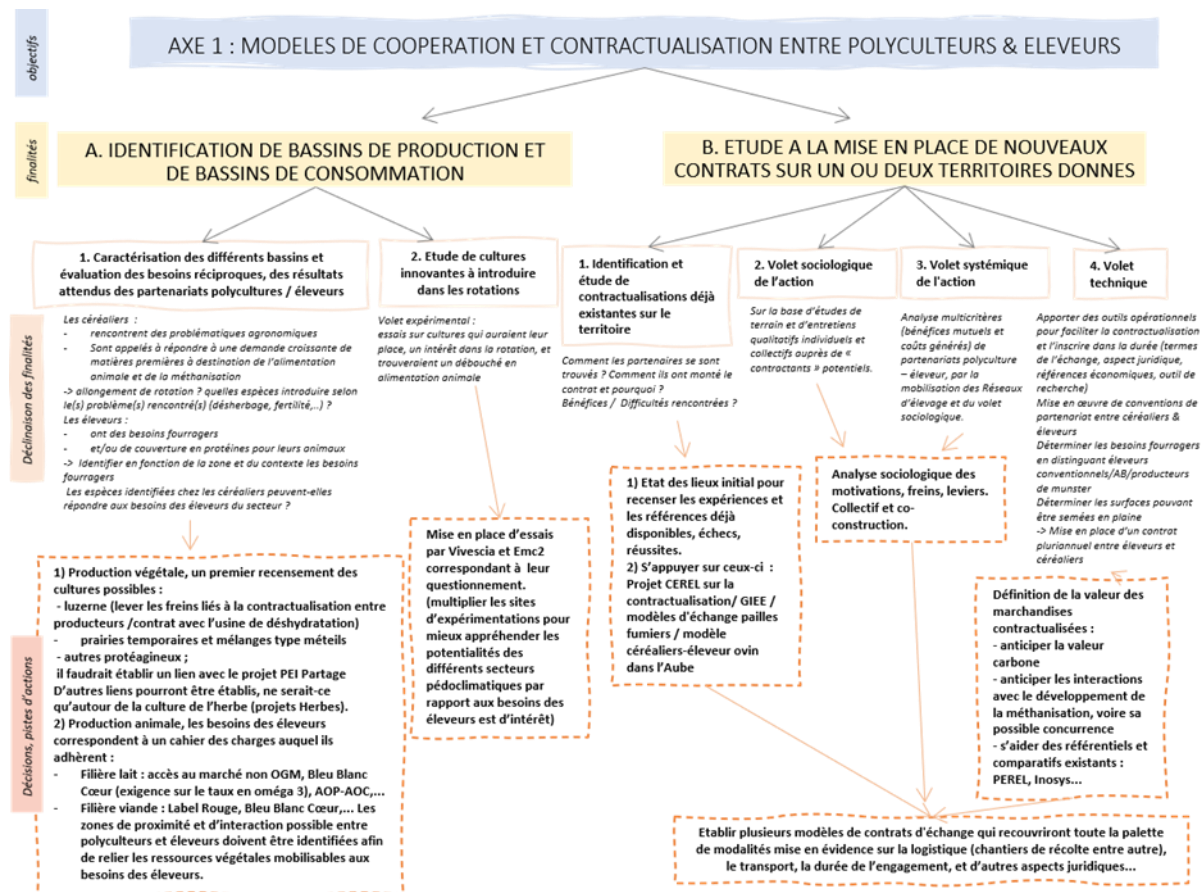 objectifs
AXE 1 : MODELES DE COOPERATION ET CONTRACTUALISATION ENTRE POLYCULTEURS & ELEVEURS
finalités
A. IDENTIFICATION DE BASSINS DE PRODUCTION ET
DE BASSINS DE CONSOMMATION
B. ETUDE A LA MISE EN PLACE DE NOUVEAUX
CONTRATS SUR UN OU DEUX TERRITOIRES DONNES
Déclinaison des finalités
1. Caractérisation des différents bassins et
évaluation des besoins réciproques, des résultats
attendus des partenariats polycultures / éleveurs
Les céréaliers :
- rencontrent des problématiques agronomiques
- Sont appelés à répondre à une demande croissante de
matières premières à destination de l'alimentation
animale et de la méthanisation
-> allongement de rotation ? quelles espèces introduire selon
le(s) problème(s) rencontré(s) (désherbage, fertilité,..) ?
Les éleveurs :
- ont des besoins fourragers
- et/ou de couverture en protéines pour leurs animaux
-> Identifier en fonction de la zone et du contexte les besoins
fourragers
Les espèces identifiées chez les céréaliers peuvent-elles
répondre aux besoins des éleveurs du secteur ?
2. Etude de cultures
innovantes à introduire
dans les rotations
Volet expérimental :
essais sur cultures qui auraient leur
place, un intérêt dans la rotation, et
trouveraient un débouché en
alimentation animale
1. Identification et
étude de
contractualisations déjà
existantes sur le
territoire
Comment les partenaires se sont
trouvés ? Comment ils ont monté le
contrat et pourquoi ?
Bénéfices / Difficultés rencontrées ?
2. Volet sociologique
de l'action
Sur la base d'études de
terrain et d'entretiens
qualitatifs individuels et
collectifs auprès de «
contractants » potentiels.
3. Volet systémique
de l'action
Analyse multicritères
(bénéfices mutuels et
coûts générés) de
partenariats polyculture
– éleveur, par la
mobilisation des Réseaux
d'élevage et du volet
sociologique.
4. Volet
technique
Apporter des outils opérationnels
pour faciliter la contractualisation
et l'inscrire dans la durée (termes
de l'échange, aspect juridique,
références économiques, outil de
recherche)
Mise en œuvre de conventions de
partenariat entre céréaliers &
éleveurs
Déterminer les besoins fourragers
en distinguant éleveurs
conventionnels/AB/producteurs
de munster
Déterminer les surfaces pouvant
être semées en plaine
-> Mise en place d'un contrat
pluriannuel entre éleveurs et
céréaliers
Décisions, pistes d'actions
1) Production végétale, un premier recensement des
cultures possibles :
- luzerne (lever les freins liés à la contractualisation entre
producteurs /contrat avec l'usine de déshydratation)
- prairies temporaires et mélanges type méteils
- autres protéagineux ;
il faudrait établir un lien avec le projet PEI Partage
D'autres liens pourront être établis, ne serait-ce
qu'autour de la culture de l'herbe (projets Herbes).
2) Production animale, les besoins des éleveurs
correspondent à un cahier des charges auquel ils
adhèrent :
- Filière lait : accès au marché non OGM, Bleu Blanc
Cœur (exigence sur le taux en oméga 3), AOP-AOC,...
- Filière viande : Label Rouge, Bleu Blanc Cœur,... Les
zones de proximité et d'interaction possible entre
polyculteurs et éleveurs doivent être identifiées afin
de relier les ressources végétales mobilisables aux
besoins des éleveurs.
Mise en place d'essais
par Vivescia et Emc2
correspondant à leur
questionnement.
(multiplier les sites
d'expérimentations pour
mieux appréhender les
potentialités des
différents secteurs
pédoclimatiques par
rapport aux besoins des
éleveurs est d'intérêt)
1) Etat des lieux initial pour
recenser les expériences et
les références déjà
disponibles, échecs,
réussites.
2) S'appuyer sur ceux-ci :
Projet CEREL sur la
contractualisation/ GIEE /
modèles d'échange pailles
fumiers / modèle
céréaliers-éleveur ovin
dans l'Aube
Analyse sociologique des
motivations, freins, leviers.
Collectif et co-
construction.
Définition de la valeur des
marchandises
contractualisées :
- anticiper la valeur
carbone
- anticiper les interactions
avec le développement de
la méthanisation, voire sa
possible concurrence
- s'aider des référentiels et
comparatifs existants :
PEREL, Inosys...
Etablir plusieurs modèles de contrats d'échange qui recouvriront toute la palette
de modalités mise en évidence sur la logistique (chantiers de récolte entre autre),
le transport, la durée de l'engagement, et d'autres aspects juridiques...